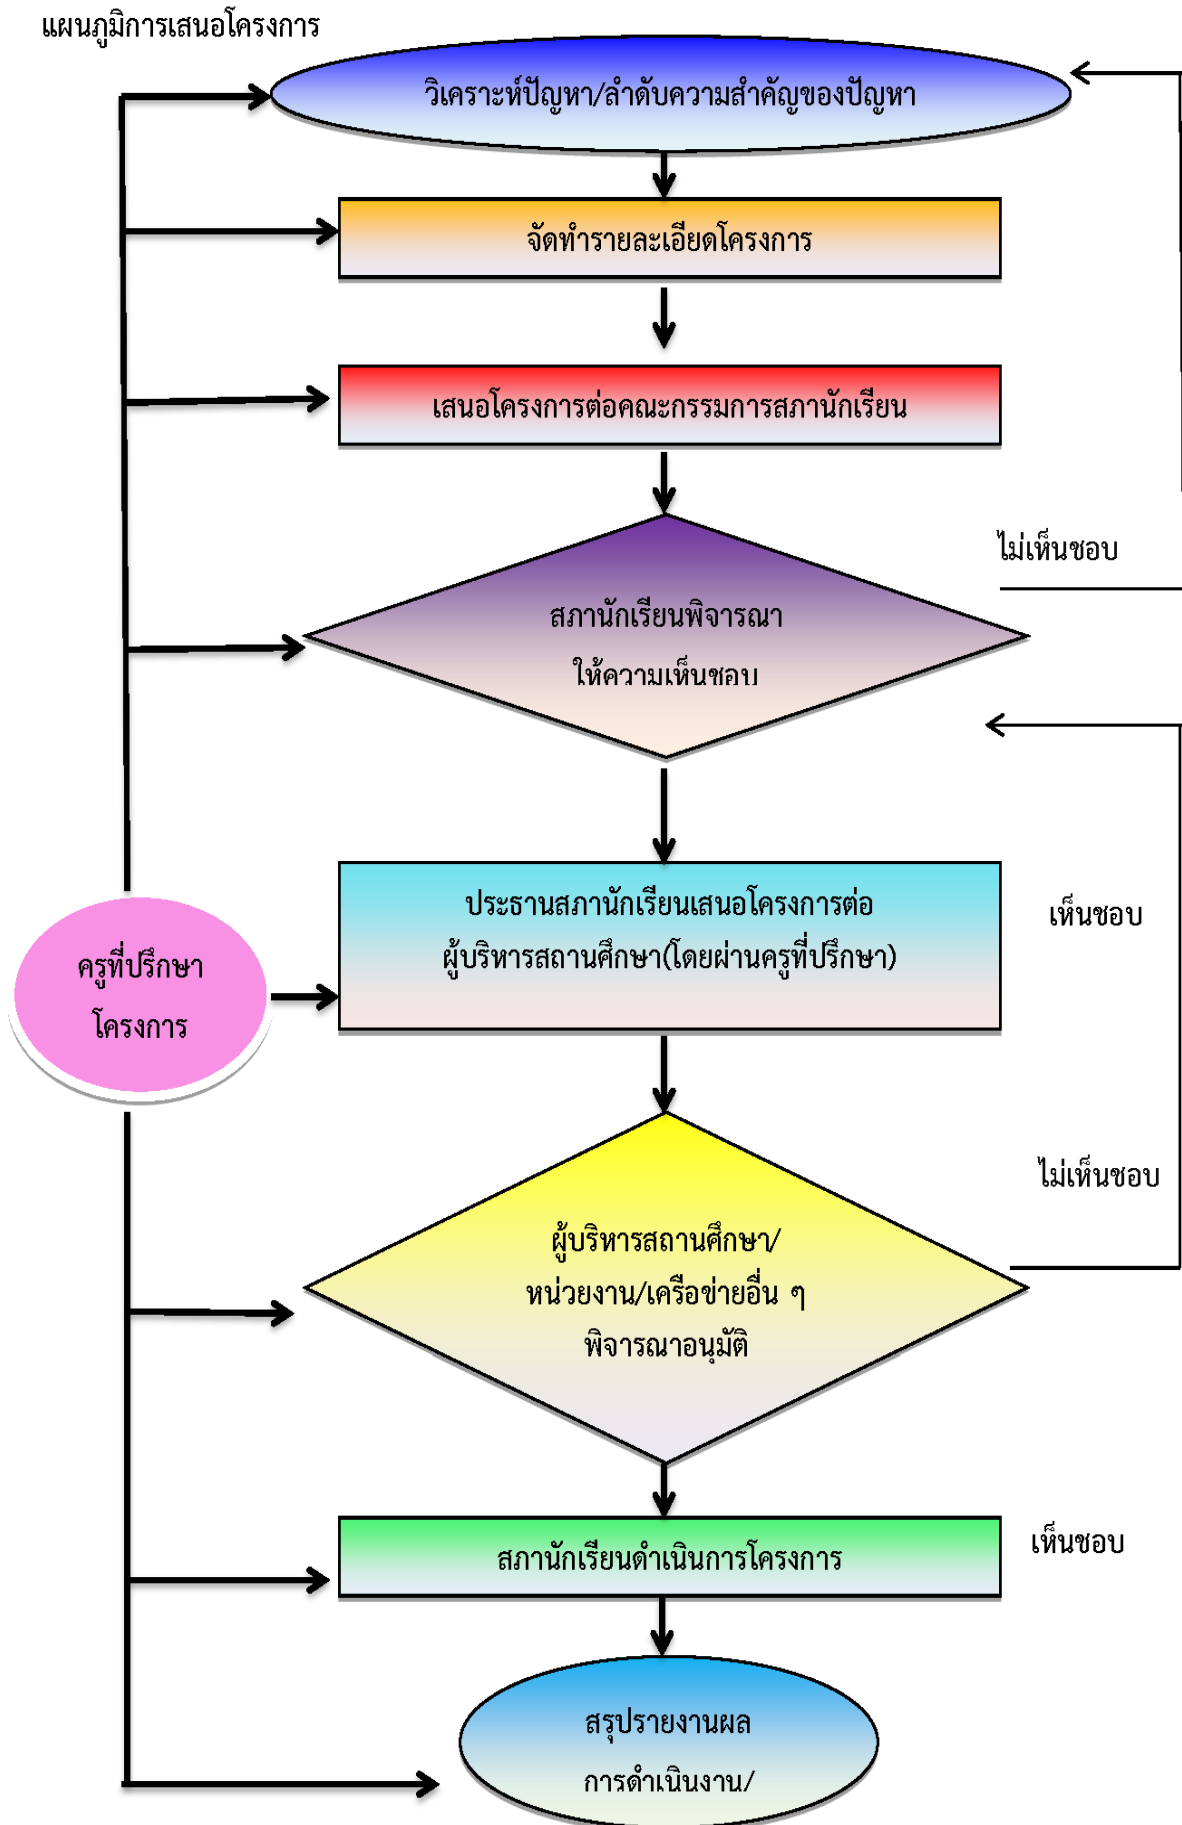 แผนภูมิการเสนอโครงการ
วิเคราะห์ปัญหา/ลำดับความสำคัญของปัญหา
จัดทำรายละเอียดโครงการ
เสนอโครงการต่อคณะกรรมการสภานักเรียน
ไม่เห็นชอบ
สภานักเรียนพิจารณา
ให้ความเห็นชอบ
ประธานสภานักเรียนเสนอโครงการต่อ
ผู้บริหารสถานศึกษา(โดยผ่านครูที่ปรึกษา)
เห็นชอบ
ครูที่ปรึกษา
โครงการ
ไม่เห็นชอบ
ผู้บริหารสถานศึกษา/
หน่วยงาน/เครือข่ายอื่น ๆ
พิจารณาอนุมัติ
สภานักเรียนดำเนินการโครงการ
เห็นชอบ
สรุปรายงานผล
การดำเนินงาน/